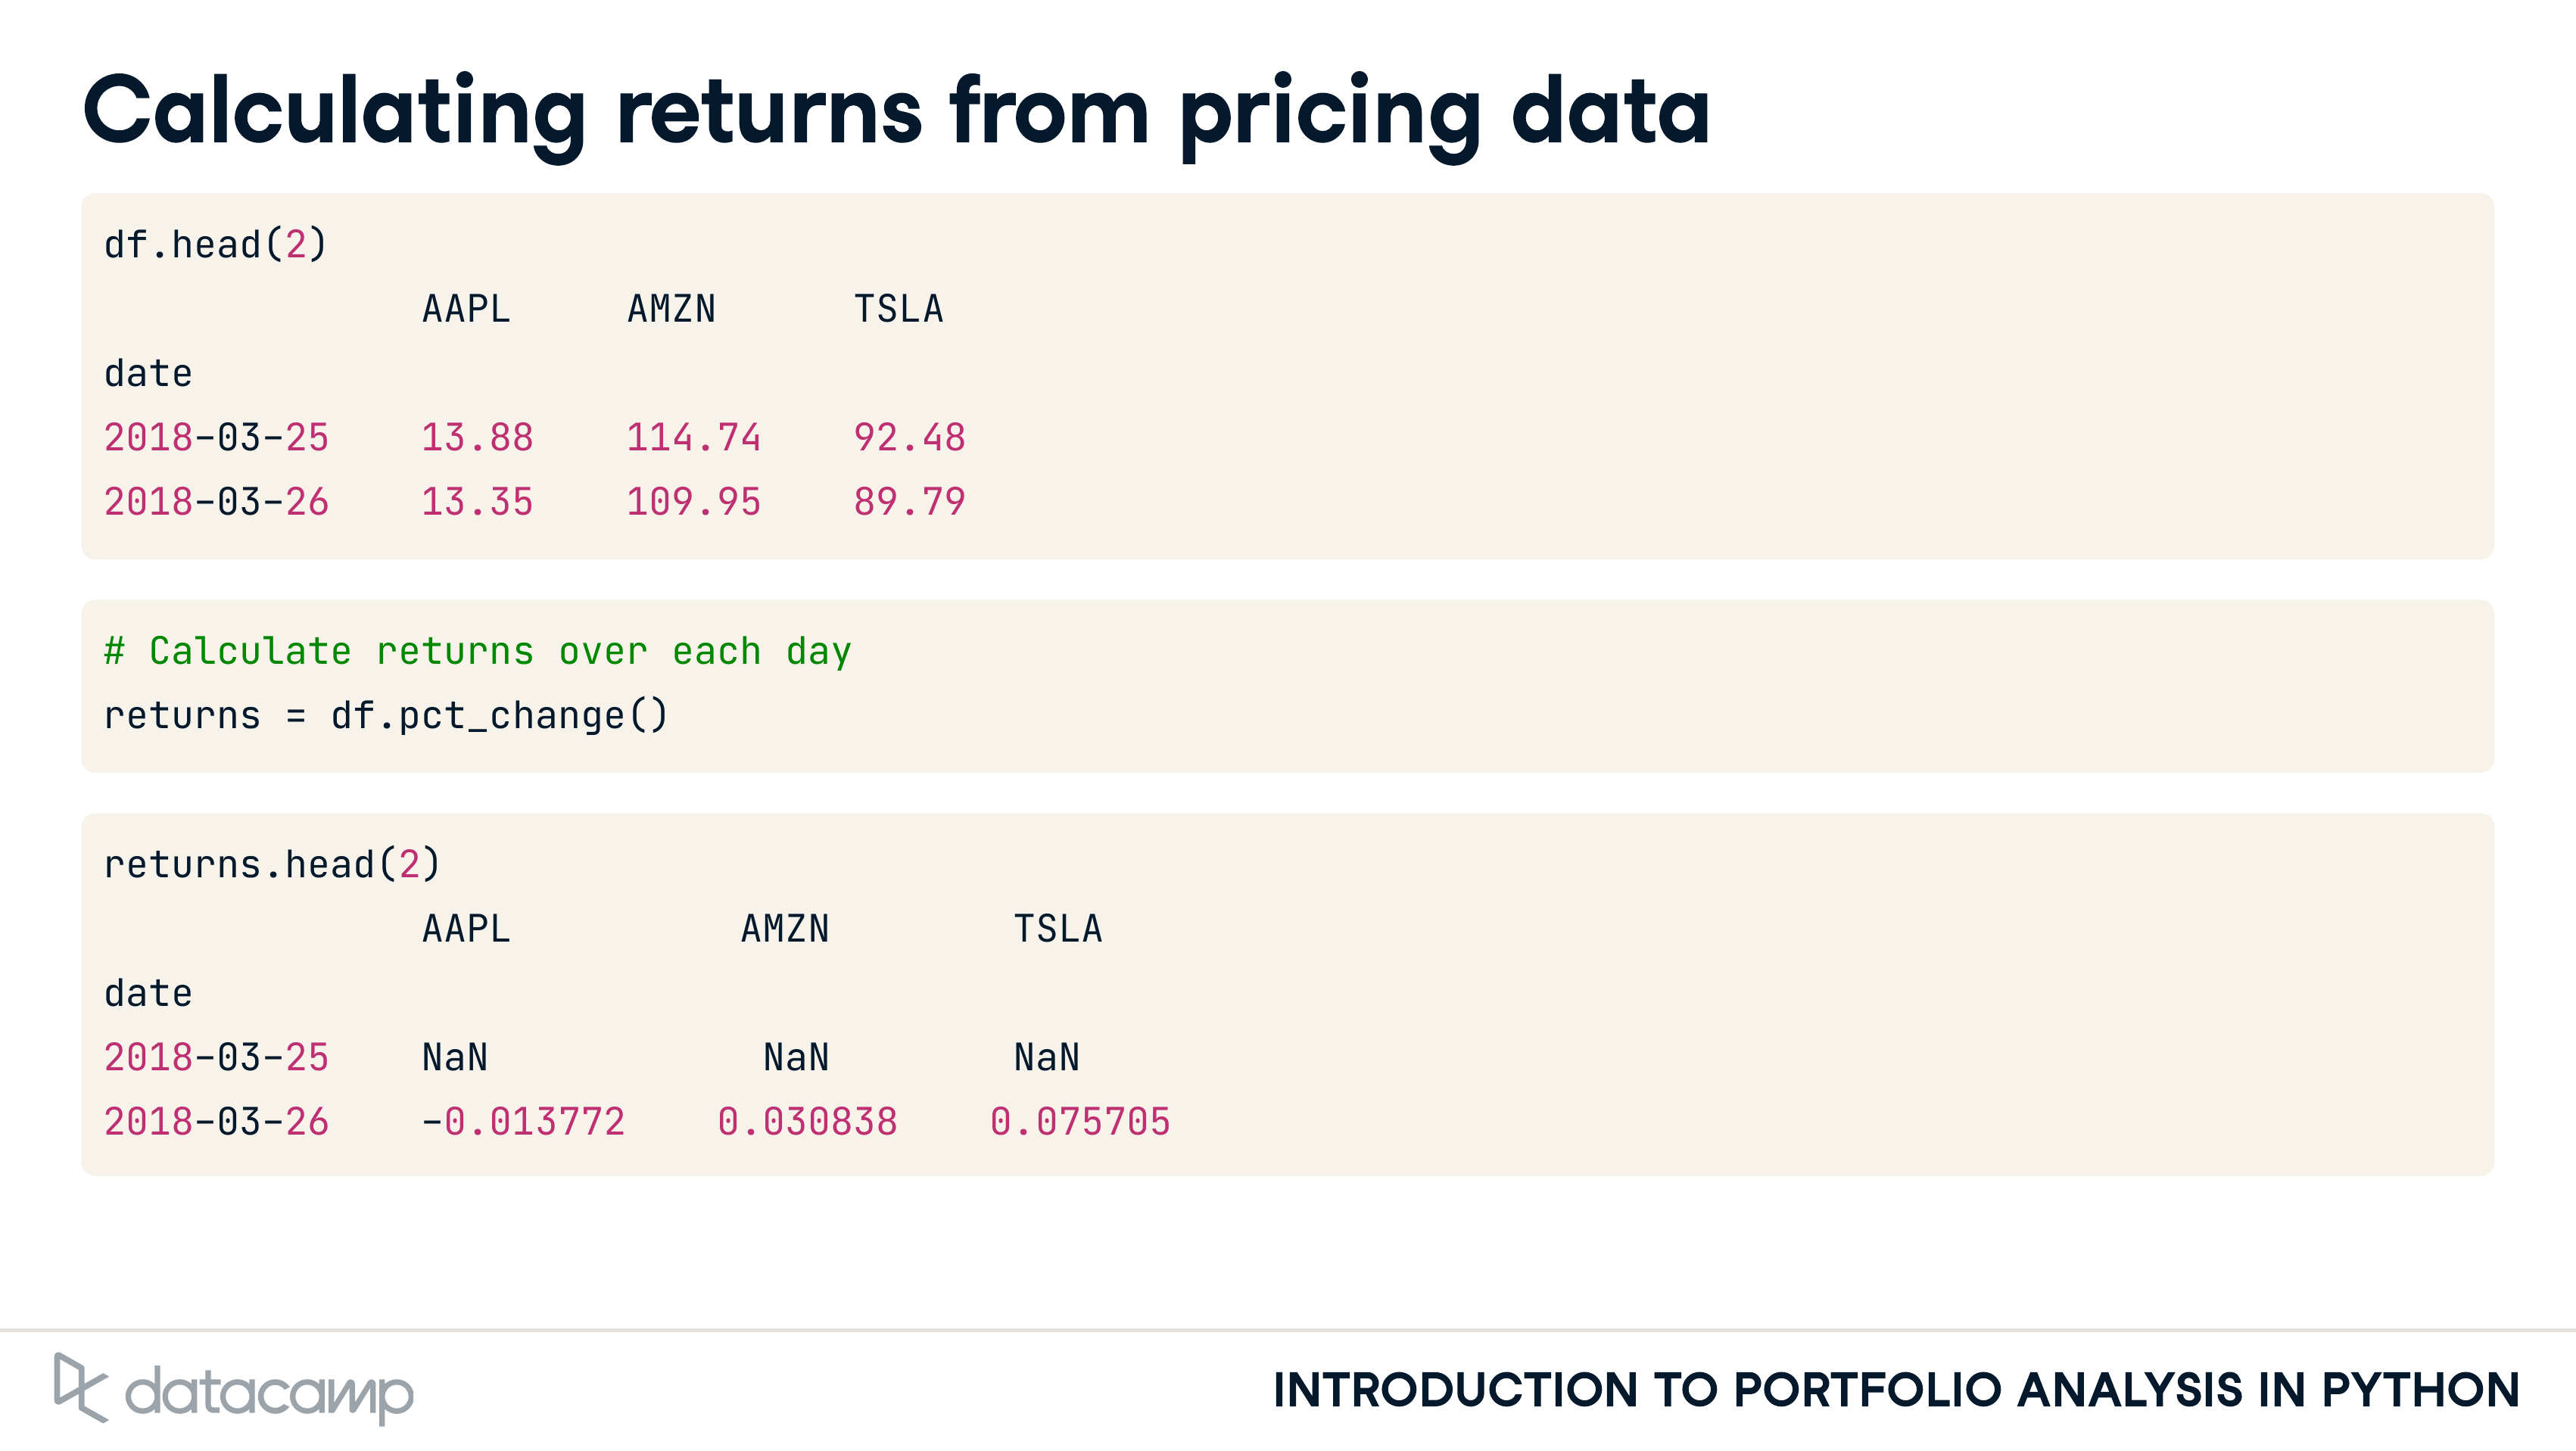 Calculating returns from pricing data
df.head(2)
AAPL AMZN TSLA
date
2018-03-25 13.88 114.74 92.48
2018-03-26 13.35 109.95 89.79
# Calculate returns over each day
returns = df.pct_change()
returns.head(2)
AAPL AMZN TSLA
date
2018-03-25 NaN NaN NaN
2018-03-26 -0.013772 0.030838 0.075705
datacamp
INTRODUCTION TO PORTFOLIO ANALYSIS IN PYTHON